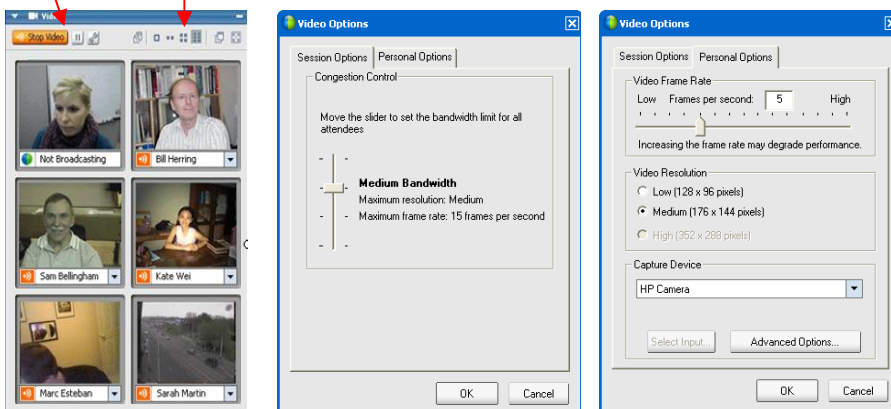 Video
Stop Video
Not Broadcasting
Bill Herring
Sam Bellingham
Kate Wei
Marc Esteban
Sarah Martin
Video Options
Session Options
Personal Options
Congestion Control
Move the slider to set the bandwidth limit for all
attendees
Medium Bandwidth
Maximum resolution: Medium
Maximum frame rate: 15 frames per second
OK
Cancel
Video Options
Session Options
Personal Options
Video Frame Rate
Low
Frames per second:
5
High
Increasing the frame rate may degrade performance.
Video Resolution
Low (128 x 96 pixels)
Medium (176 x 144 pixels)
High (352 x 288 pixels)
Capture Device
HP Camera
Select Input...
Advanced Options...
OK
Cancel